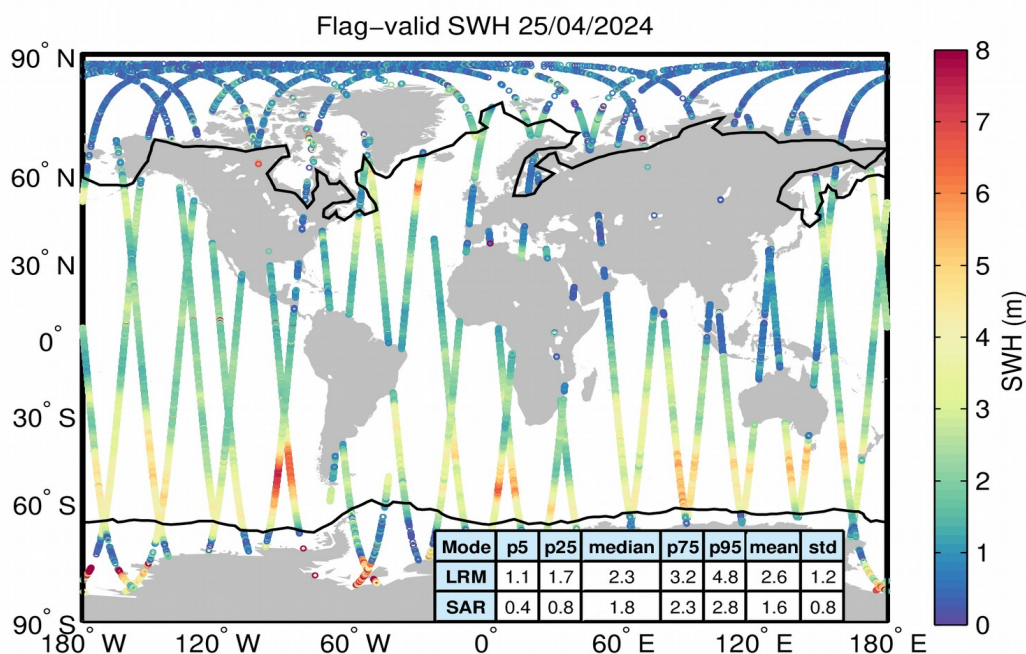 Flag−valid SWH 25/04/2024
90° N
60° N
30° N
0°
30° S
60° S
90° S
180° W
120° W
60° W
0°
60° E
120° E
180° E
Mode p5 p25 median p75 p95 mean std
LRM 1.1 1.7 2.3 3.2 4.8 2.6 1.2
SAR 0.4 0.8 1.8 2.3 2.8 1.6 0.8
8
7
6
5
4
3
2
1
0
SWH (m)